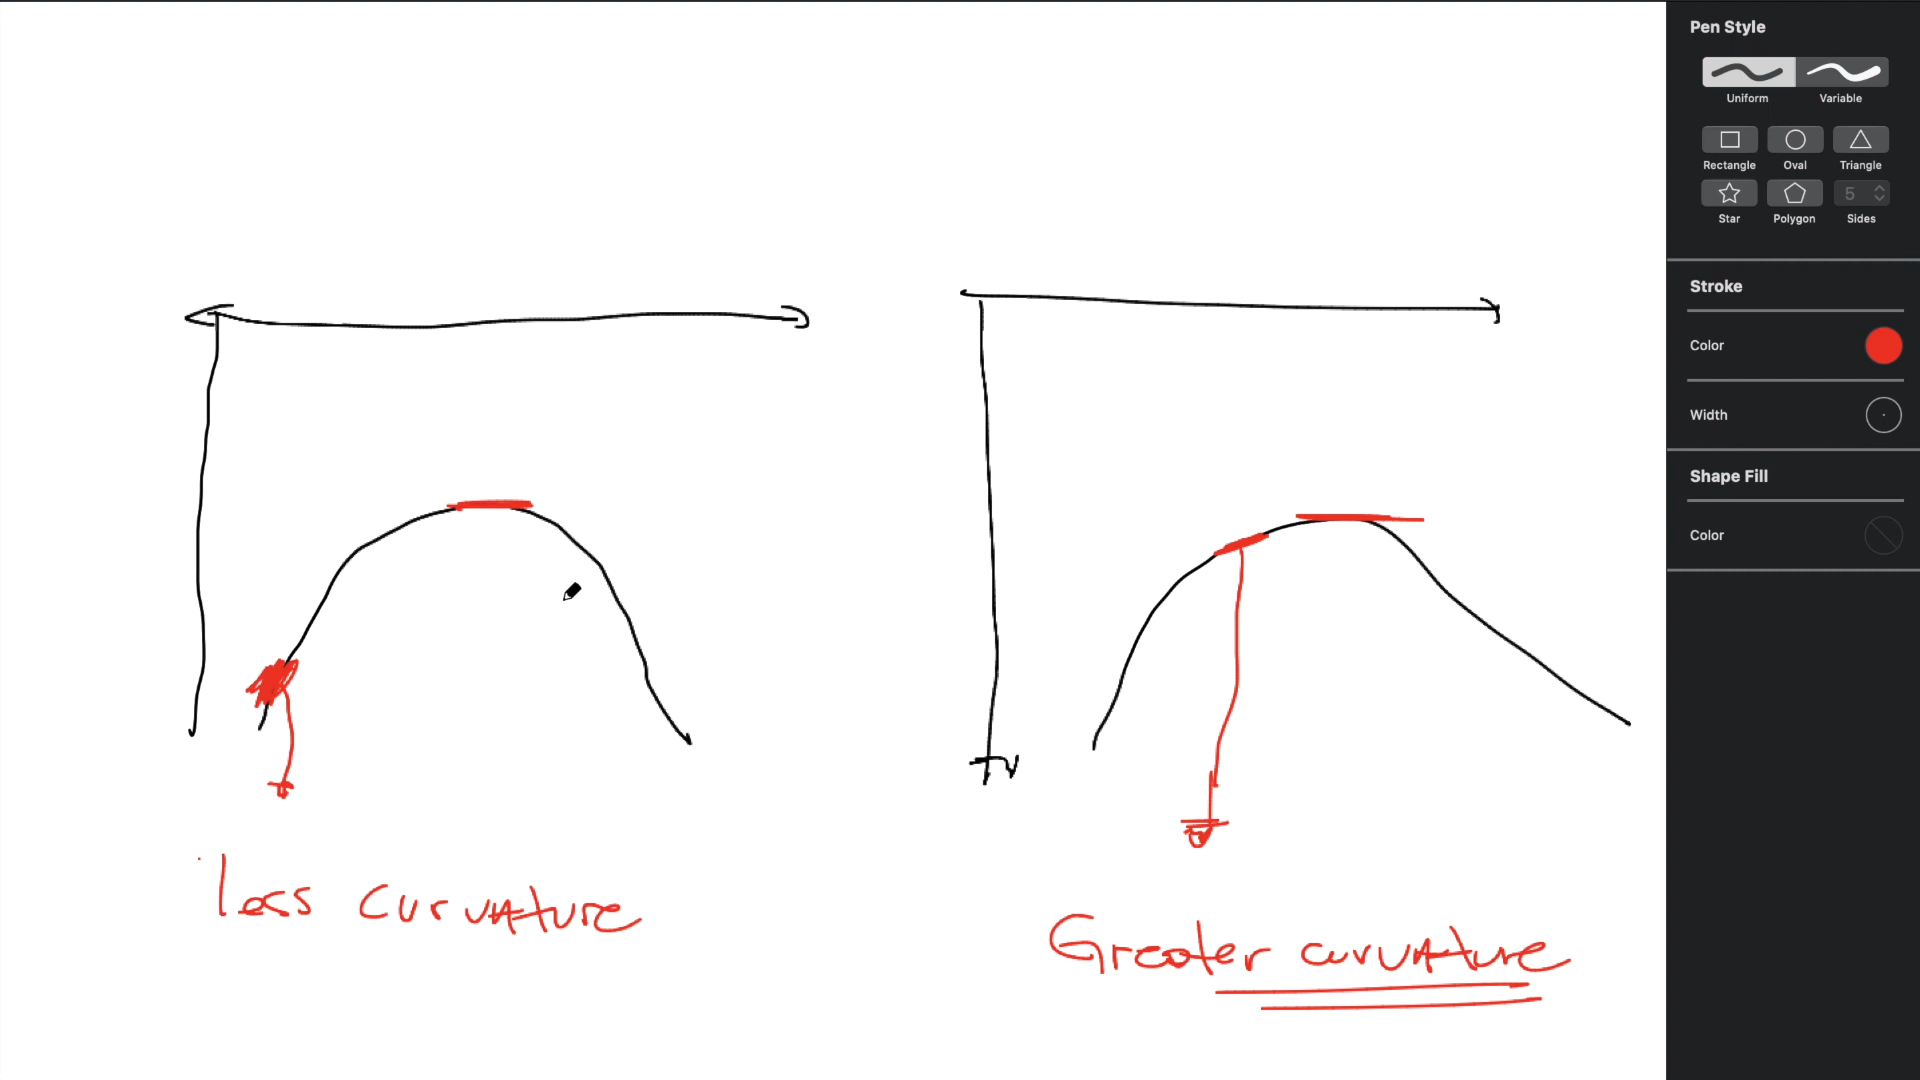 less curvature
Greater curvature
Pen Style
Uniform
Variable
Rectangle
Oval
Triangle
5
Star
Polygon
Sides
Stroke
Color
Width
Shape Fill
Color